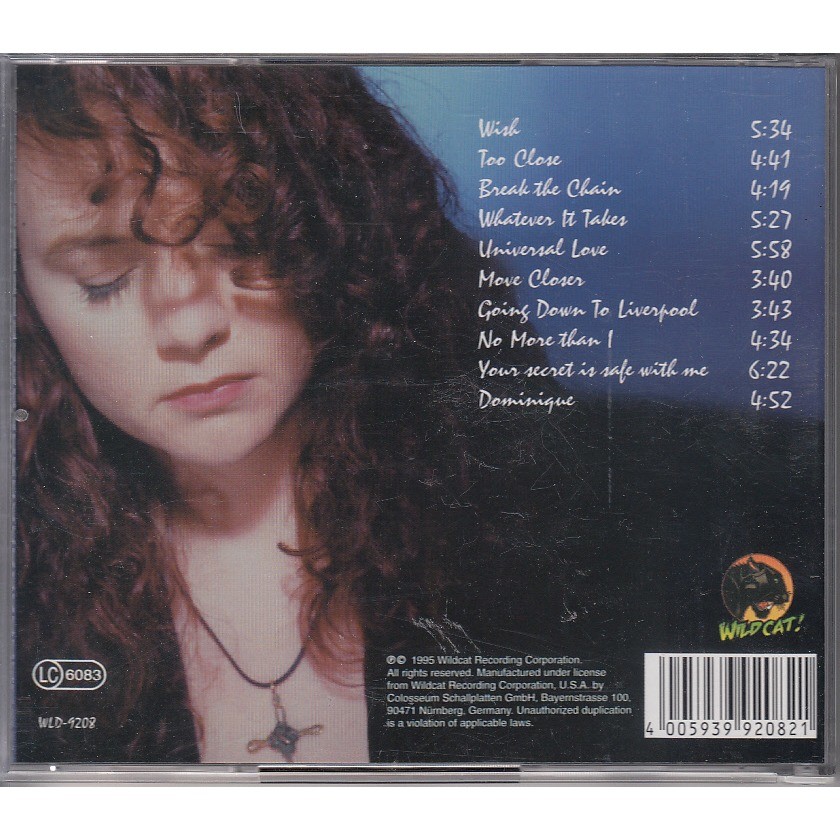 Wish 5:34
Too Close 4:41
Break the Chain 4:19
Whatever It Takes 5:27
Universal Love 5:58
Move Closer 3:40
Going Down To Liverpool 3:43
No More than I 4:34
Your secret is safe with me 6:22
Dominique 4:52
WILDCAT!
LC 6083
WLD-9208
℗© 1995 Wildcat Recording Corporation.
All rights reserved. Manufactured under license
from Wildcat Recording Corporation, U.S.A. by
Colosseum Schallplatten GmbH, Bayernstrasse 100,
90471 Nürnberg, Germany. Unauthorized duplication
is a violation of applicable laws.
4 005939 920821